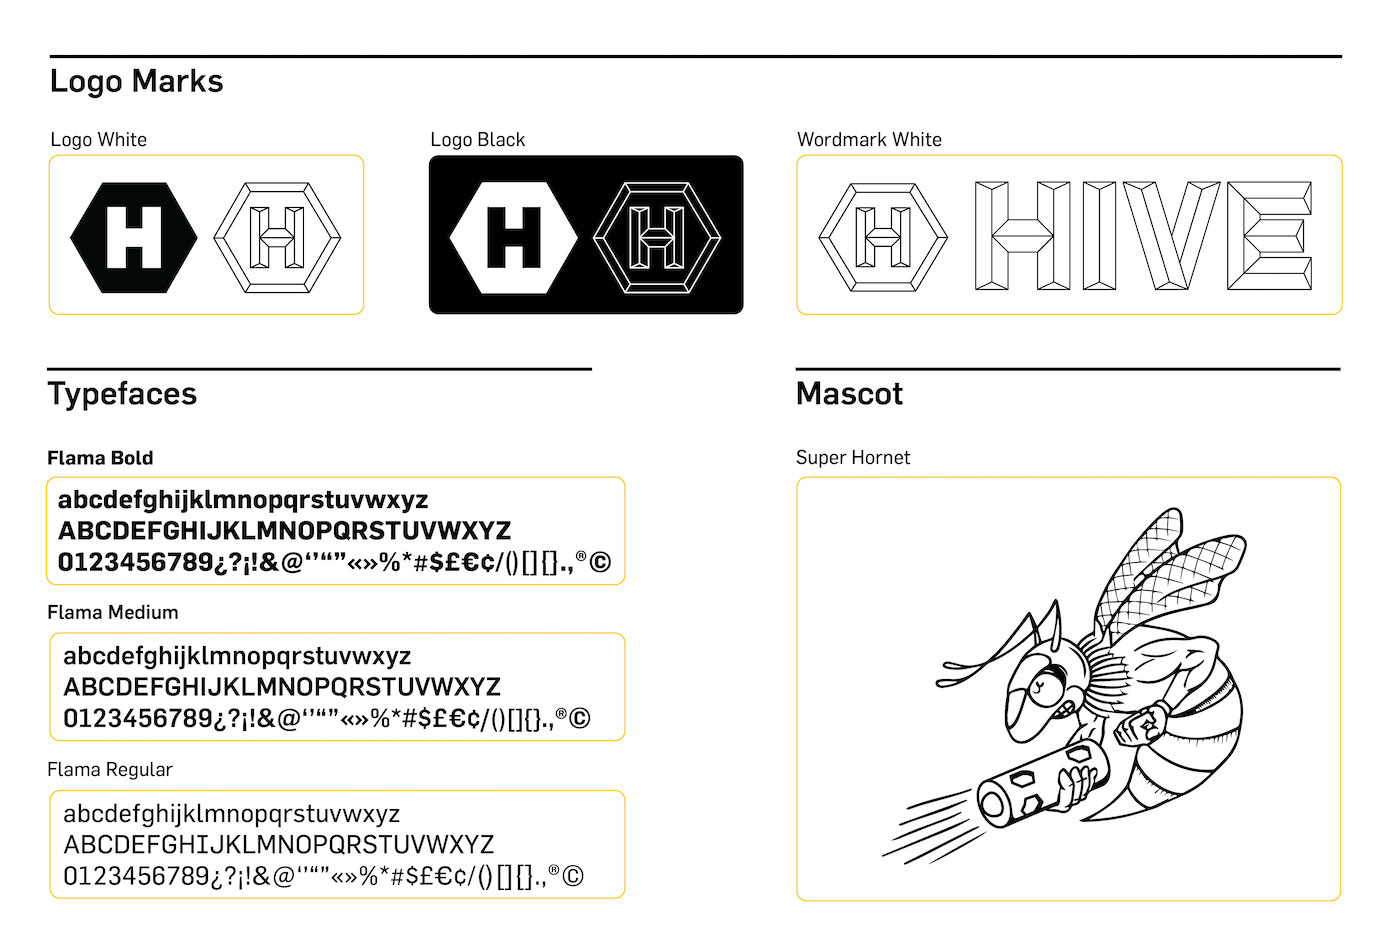 Logo Marks
Logo White
Logo Black
Wordmark White
H H
H H
H HIVE
Typefaces
Flama Bold
abcdefghijklmnopqrstuvwxyz
ABCDEFGHIJKLMNOPQRSTUVWXYZ
0123456789¿?¡!&@‘’“”«»%*#$£€¢/()[]{}.,®©
Flama Medium
abcdefghijklmnopqrstuvwxyz
ABCDEFGHIJKLMNOPQRSTUVWXYZ
0123456789¿?¡!&@‘’“”«»%*#$£€¢/()[]{}.,®©
Flama Regular
abcdefghijklmnopqrstuvwxyz
ABCDEFGHIJKLMNOPQRSTUVWXYZ
0123456789¿?¡!&@‘’“”«»%*#$£€¢/()[]{}.,®©
Mascot
Super Hornet